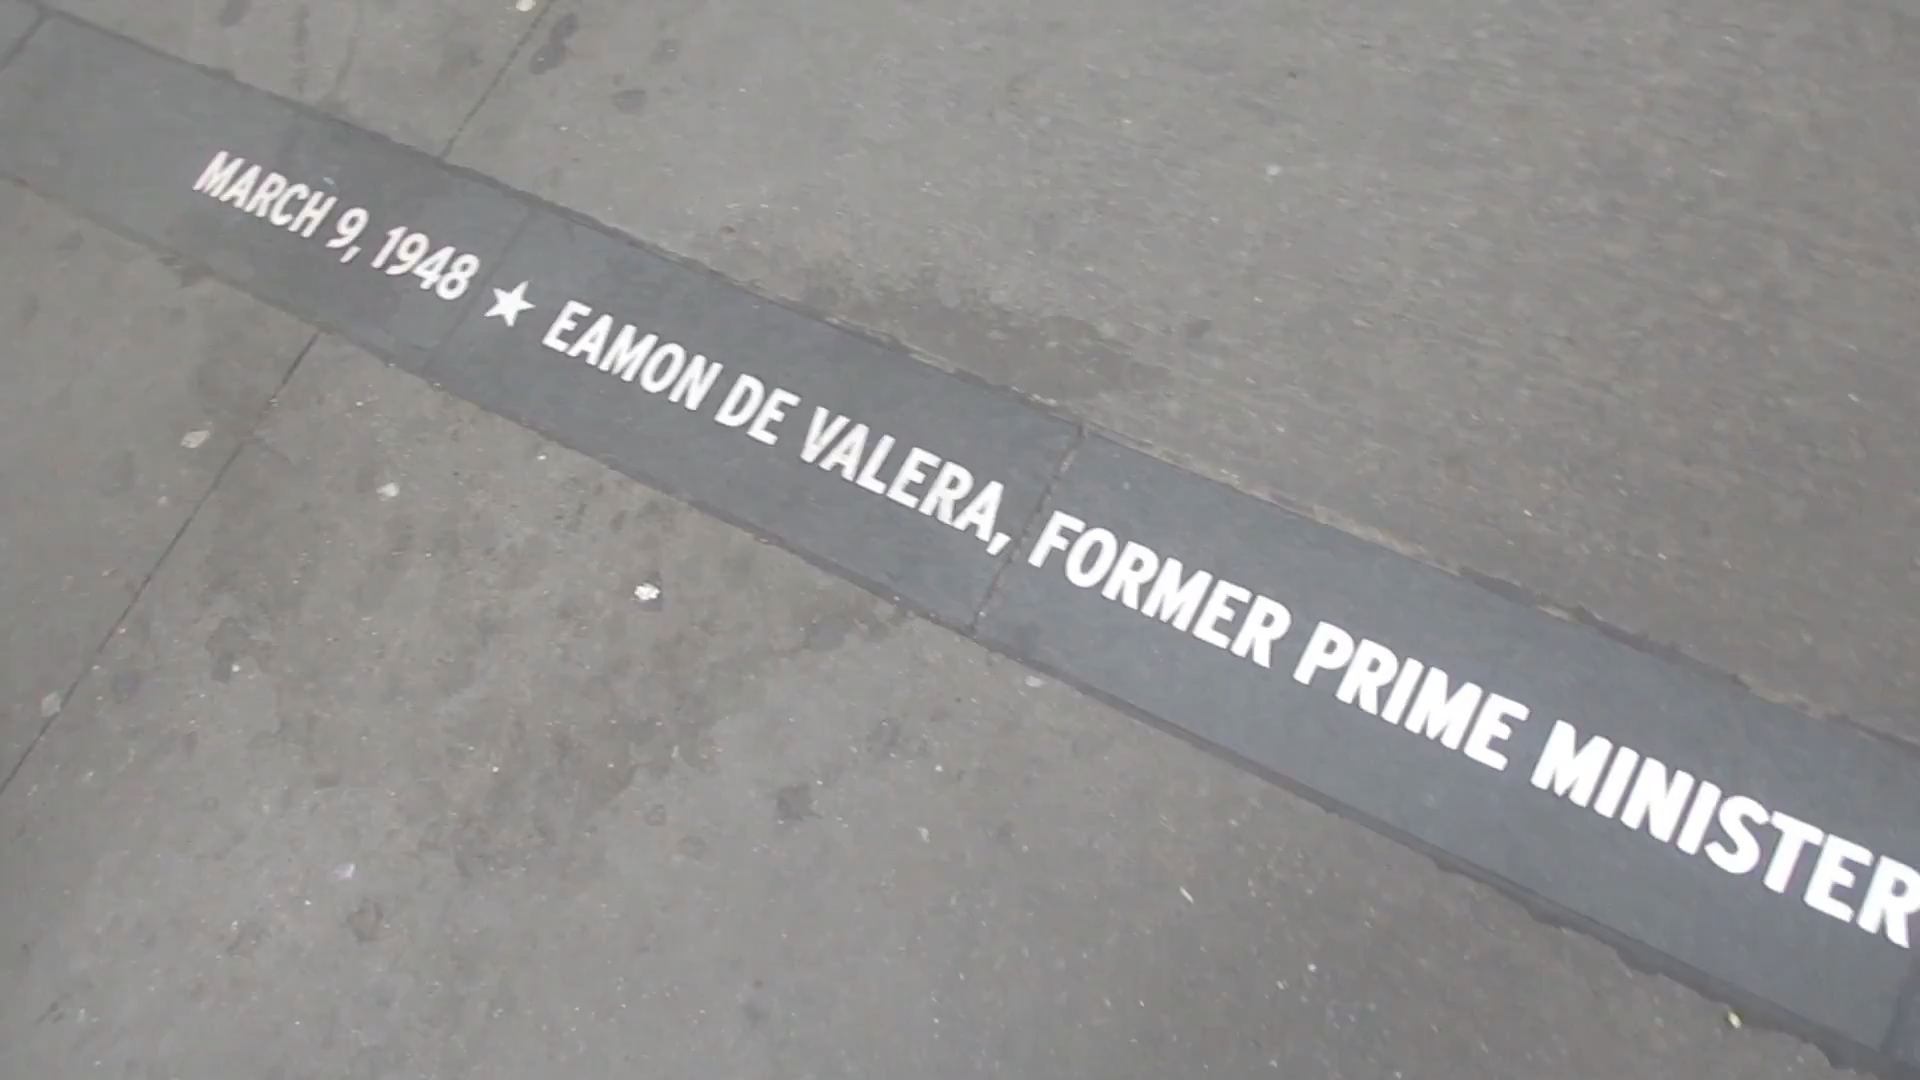 MARCH 9, 1948 ★ EAMON DE VALERA, FORMER PRIME MINISTER